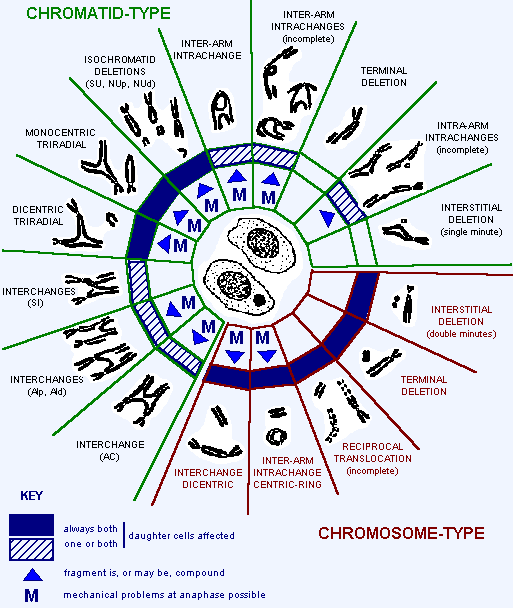 CHROMATID-TYPE
INTER-ARM
INTRACHANGES
(incomplete)
INTER-ARM
INTRACHANGE
ISOCHROMATID
DELETIONS
(SU, NUp, NUd)
TERMINAL
DELETION
MONOCENTRIC
TRIRADIAL
INTRA-ARM
INTRACHANGES
(incomplete)
DICENTRIC
TRIRADIAL
INTERSTITIAL
DELETION
(single minute)
M
M
M
M
M
M
INTERCHANGES
(SI)
INTERSTITIAL
DELETION
(double minutes)
M
M
M
M
INTERCHANGES
(Alp, Ald)
TERMINAL
DELETION
INTERCHANGE
(AC)
RECIPROCAL
TRANSLOCATION
(incomplete)
INTERCHANGE
DICENTRIC
INTER-ARM
INTRACHANGE
CENTRIC-RING
CHROMOSOME-TYPE
KEY
always both
one or both
daughter cells affected
fragment is, or may be, compound
M mechanical problems at anaphase possible